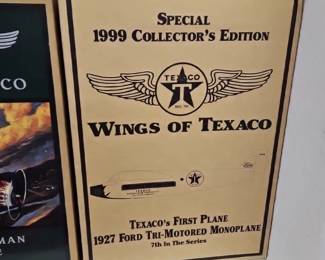 SPECIAL
1999 COLLECTOR'S EDITION
TEXACO
T
WINGS OF TEXACO
TEXACO'S FIRST PLANE
1927 FORD TRI-MOTORED MONOPLANE
7th In The Series
CO
MAN